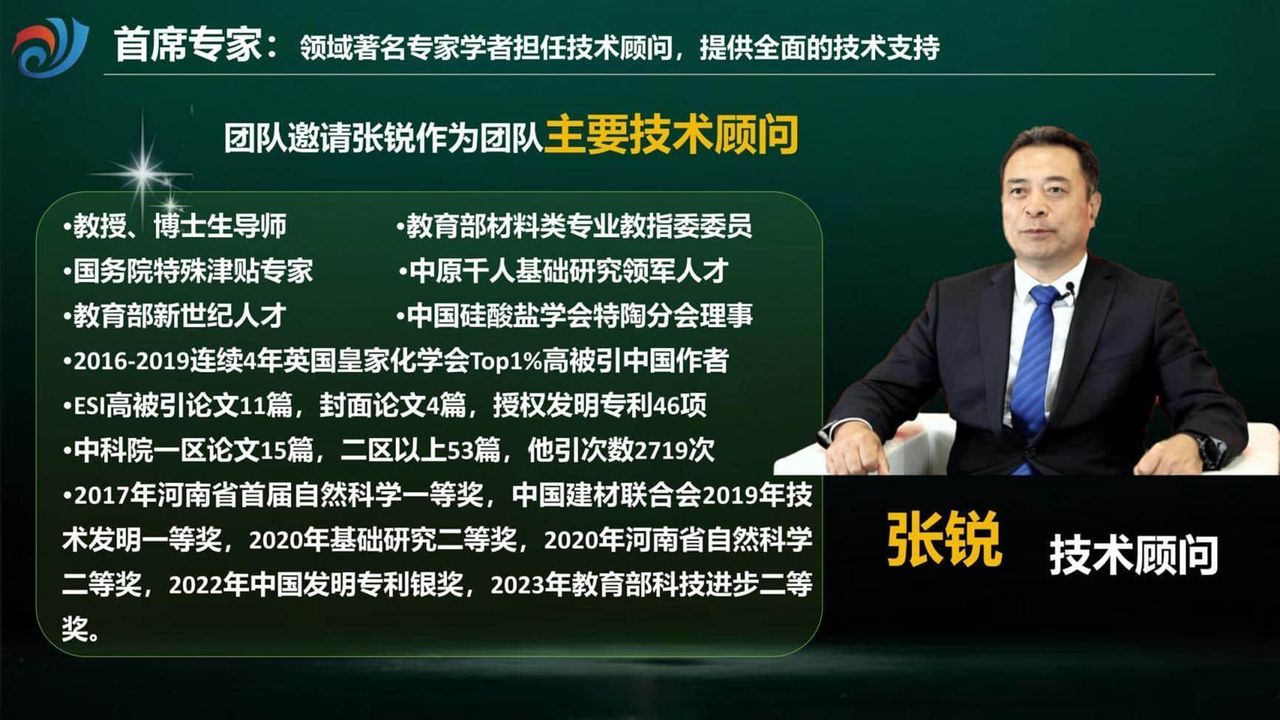 首席专家：领域著名专家学者担任技术顾问，提供全面的技术支持
团队邀请张锐作为团队主要技术顾问
•教授、博士生导师 •教育部材料类专业教指委委员
•国务院特殊津贴专家 •中原千人基础研究领军人才
•教育部新世纪人才 •中国硅酸盐学会特陶分会理事
•2016-2019连续4年英国皇家化学会Top1%高被引中国作者
•ESI高被引论文11篇，封面论文4篇，授权发明专利46项
•中科院一区论文15篇，二区以上53篇，他引次数2719次
•2017年河南省首届自然科学一等奖，中国建材联合会2019年技
术发明一等奖，2020年基础研究二等奖，2020年河南省自然科学
二等奖，2022年中国发明专利银奖，2023年教育部科技进步二等
奖。
张锐 技术顾问